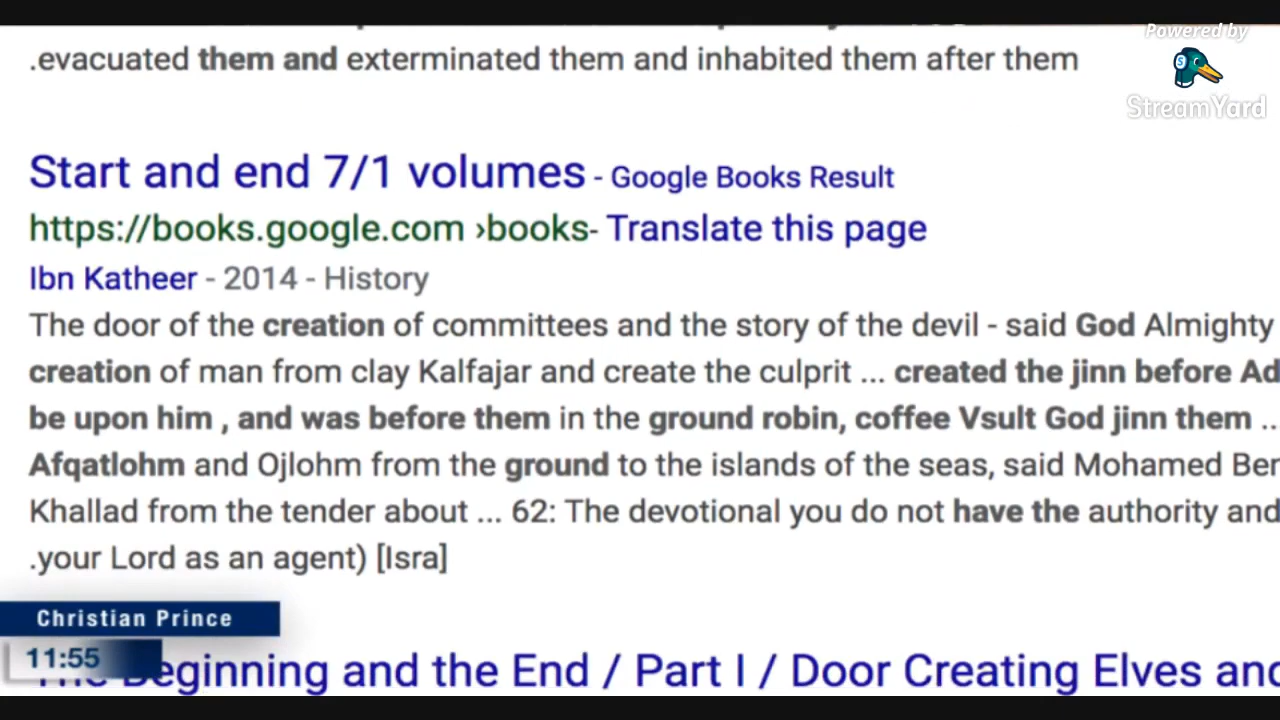 Powered by
.evacuated them and exterminated them and inhabited them after them
StreamYard
Start and end 7/1 volumes - Google Books Result
https://books.google.com ›books- Translate this page
Ibn Katheer - 2014 - History
The door of the creation of committees and the story of the devil - said God Almighty
creation of man from clay Kalfajar and create the culprit ... created the jinn before Ad
be upon him , and was before them in the ground robin, coffee Vsult God jinn them ..
Afqatlohm and Ojlohm from the ground to the islands of the seas, said Mohamed Ber
Khallad from the tender about ... 62: The devotional you do not have the authority and
.your Lord as an agent) [Isra]
Christian Prince
11:55
The Beginning and the End / Part I / Door Creating Elves and